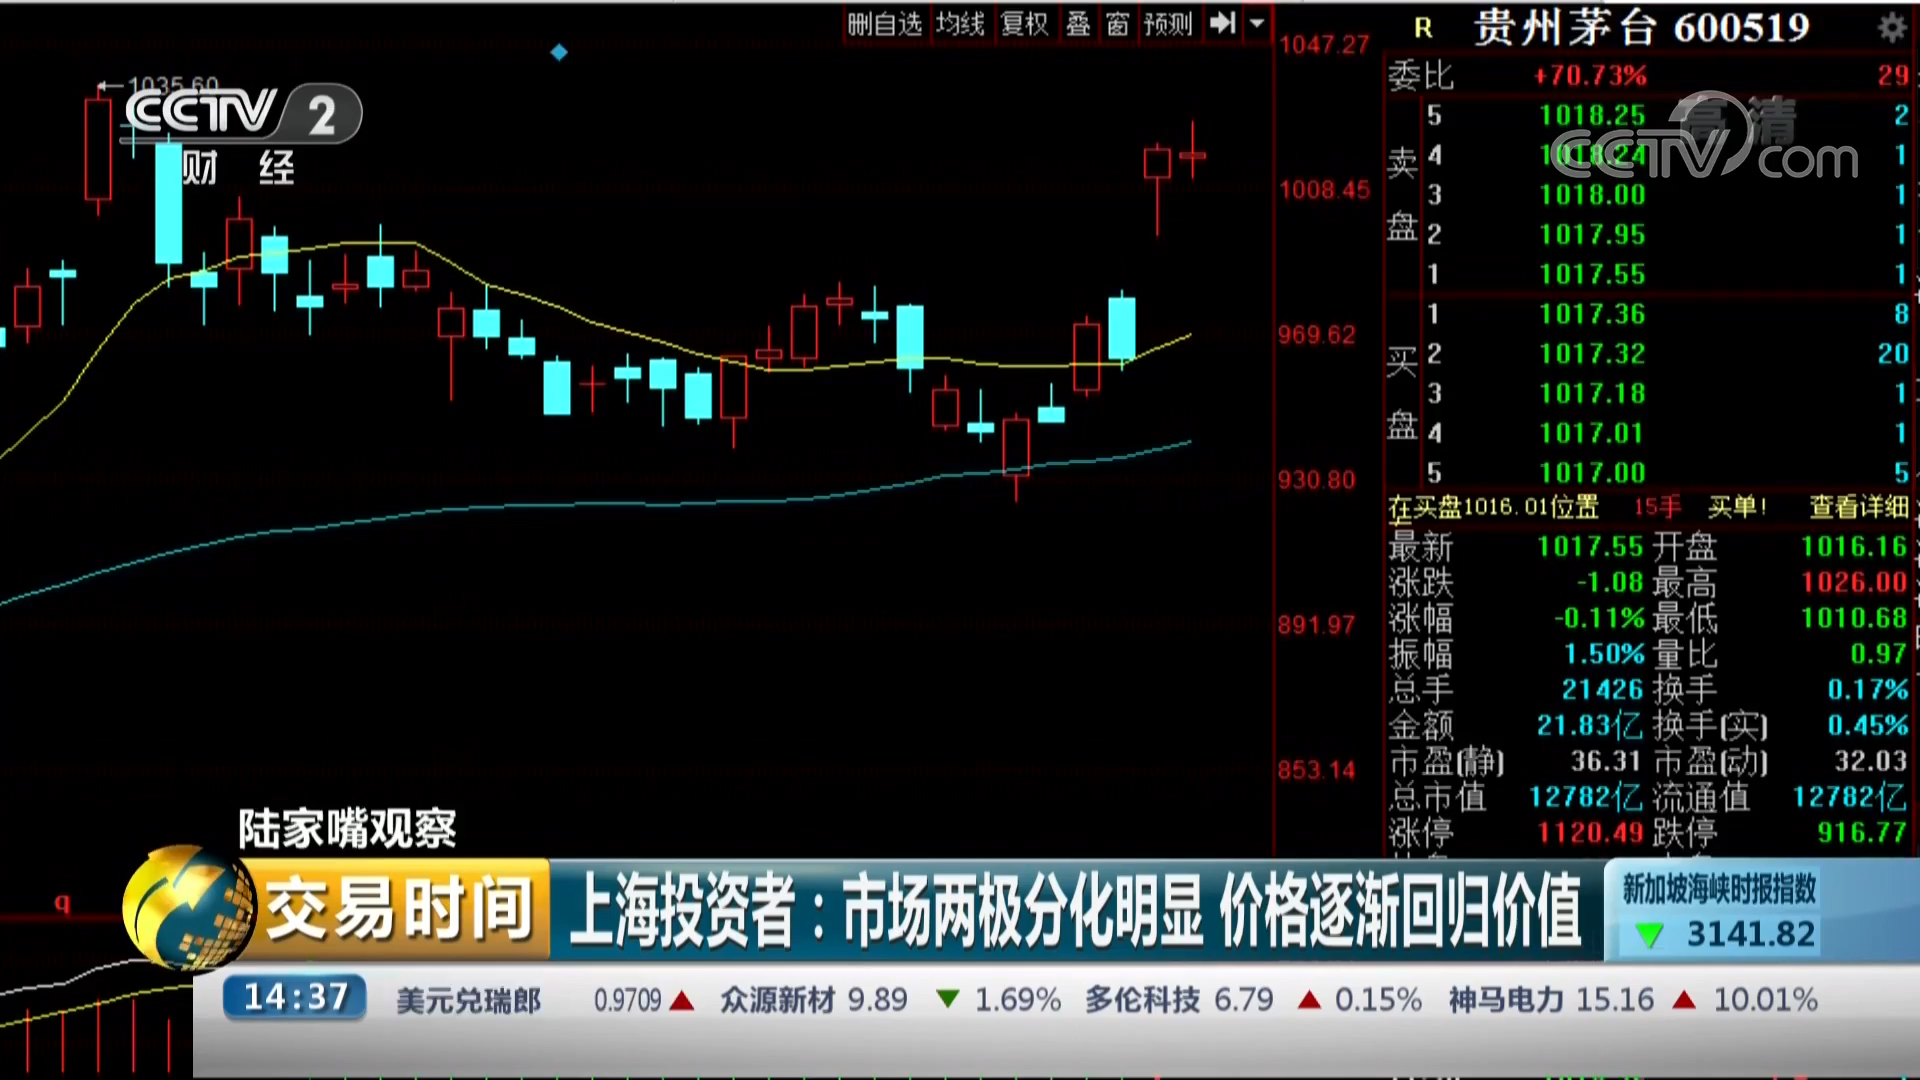 删自选 均线 复权 叠 窗 预测
R 贵州茅台 600519
1035.60
CCTV 2
财 经
高清
CCTV com
1047.27
1008.45
969.62
930.80
891.97
853.14
委比 +70.73% 29
卖盘
5 1018.25 2
4 1018.24 1
3 1018.00 1
2 1017.95 1
1 1017.55 1
买盘
1 1017.36 8
2 1017.32 20
3 1017.18 1
4 1017.01 1
5 1017.00 5
在买盘1016.01位置 15手 买单! 查看详细
最新 1017.55 开盘 1016.16
涨跌 -1.08 最高 1026.00
涨幅 -0.11% 最低 1010.68
振幅 1.50% 量比 0.97
总手 21426 换手 0.17%
金额 21.83亿 换手(实) 0.45%
市盈(静) 36.31 市盈(动) 32.03
总市值 12782亿 流通值 12782亿
涨停 1120.49 跌停 916.77
q
陆家嘴观察
交易时间
上海投资者：市场两极分化明显 价格逐渐回归价值
新加坡海峡时报指数
▼ 3141.82
14:37 美元兑瑞郎 0.9709 ▲ 众源新材 9.89 ▼ 1.69% 多伦科技 6.79 ▲ 0.15% 神马电力 15.16 ▲ 10.01%